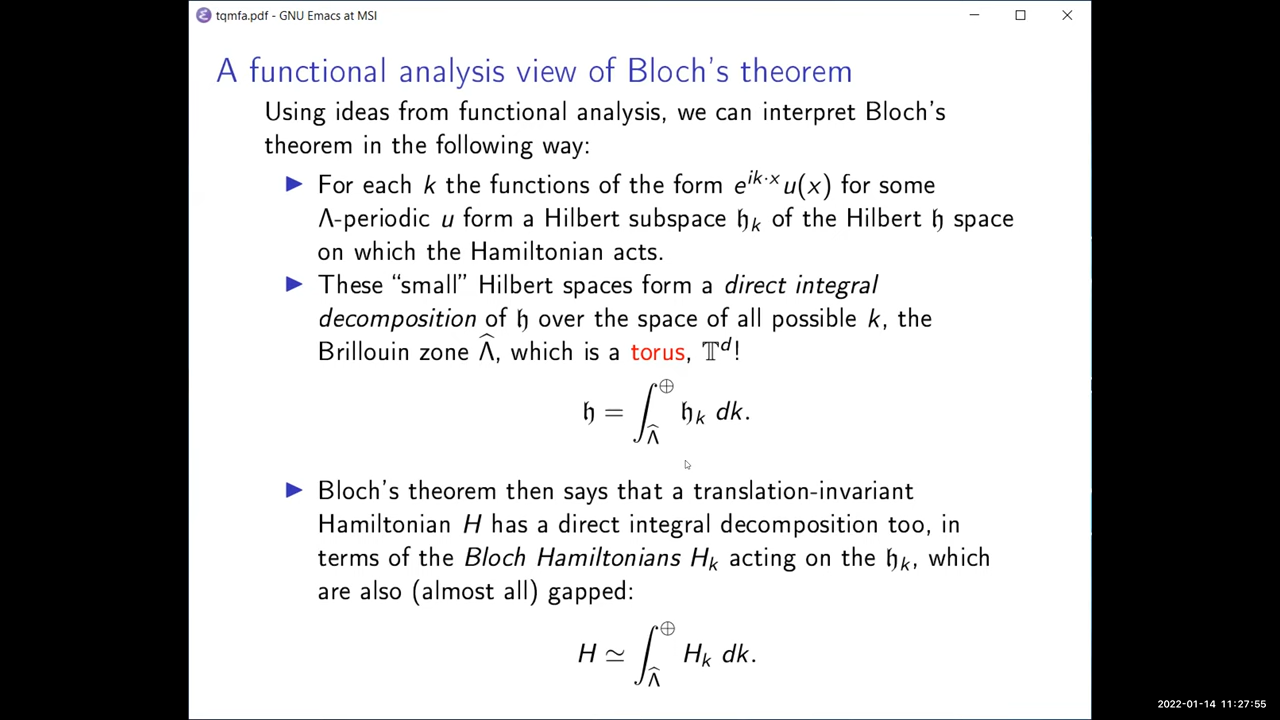 tqmfa.pdf - GNU Emacs at MSI
A functional analysis view of Bloch's theorem
Using ideas from functional analysis, we can interpret Bloch's
theorem in the following way:
▶ For each k the functions of the form e^{ik·x}u(x) for some
Λ-periodic u form a Hilbert subspace 𝔥_k of the Hilbert 𝔥 space
on which the Hamiltonian acts.
▶ These “small” Hilbert spaces form a direct integral
decomposition of 𝔥 over the space of all possible k, the
Brillouin zone Λ̂, which is a torus, 𝕋^d!
𝔥 = ∫_{Λ̂}^⊕ 𝔥_k dk.
▶ Bloch's theorem then says that a translation-invariant
Hamiltonian H has a direct integral decomposition too, in
terms of the Bloch Hamiltonians H_k acting on the 𝔥_k, which
are also (almost all) gapped:
H ≃ ∫_{Λ̂}^⊕ H_k dk.
2022-01-14 11:27:55